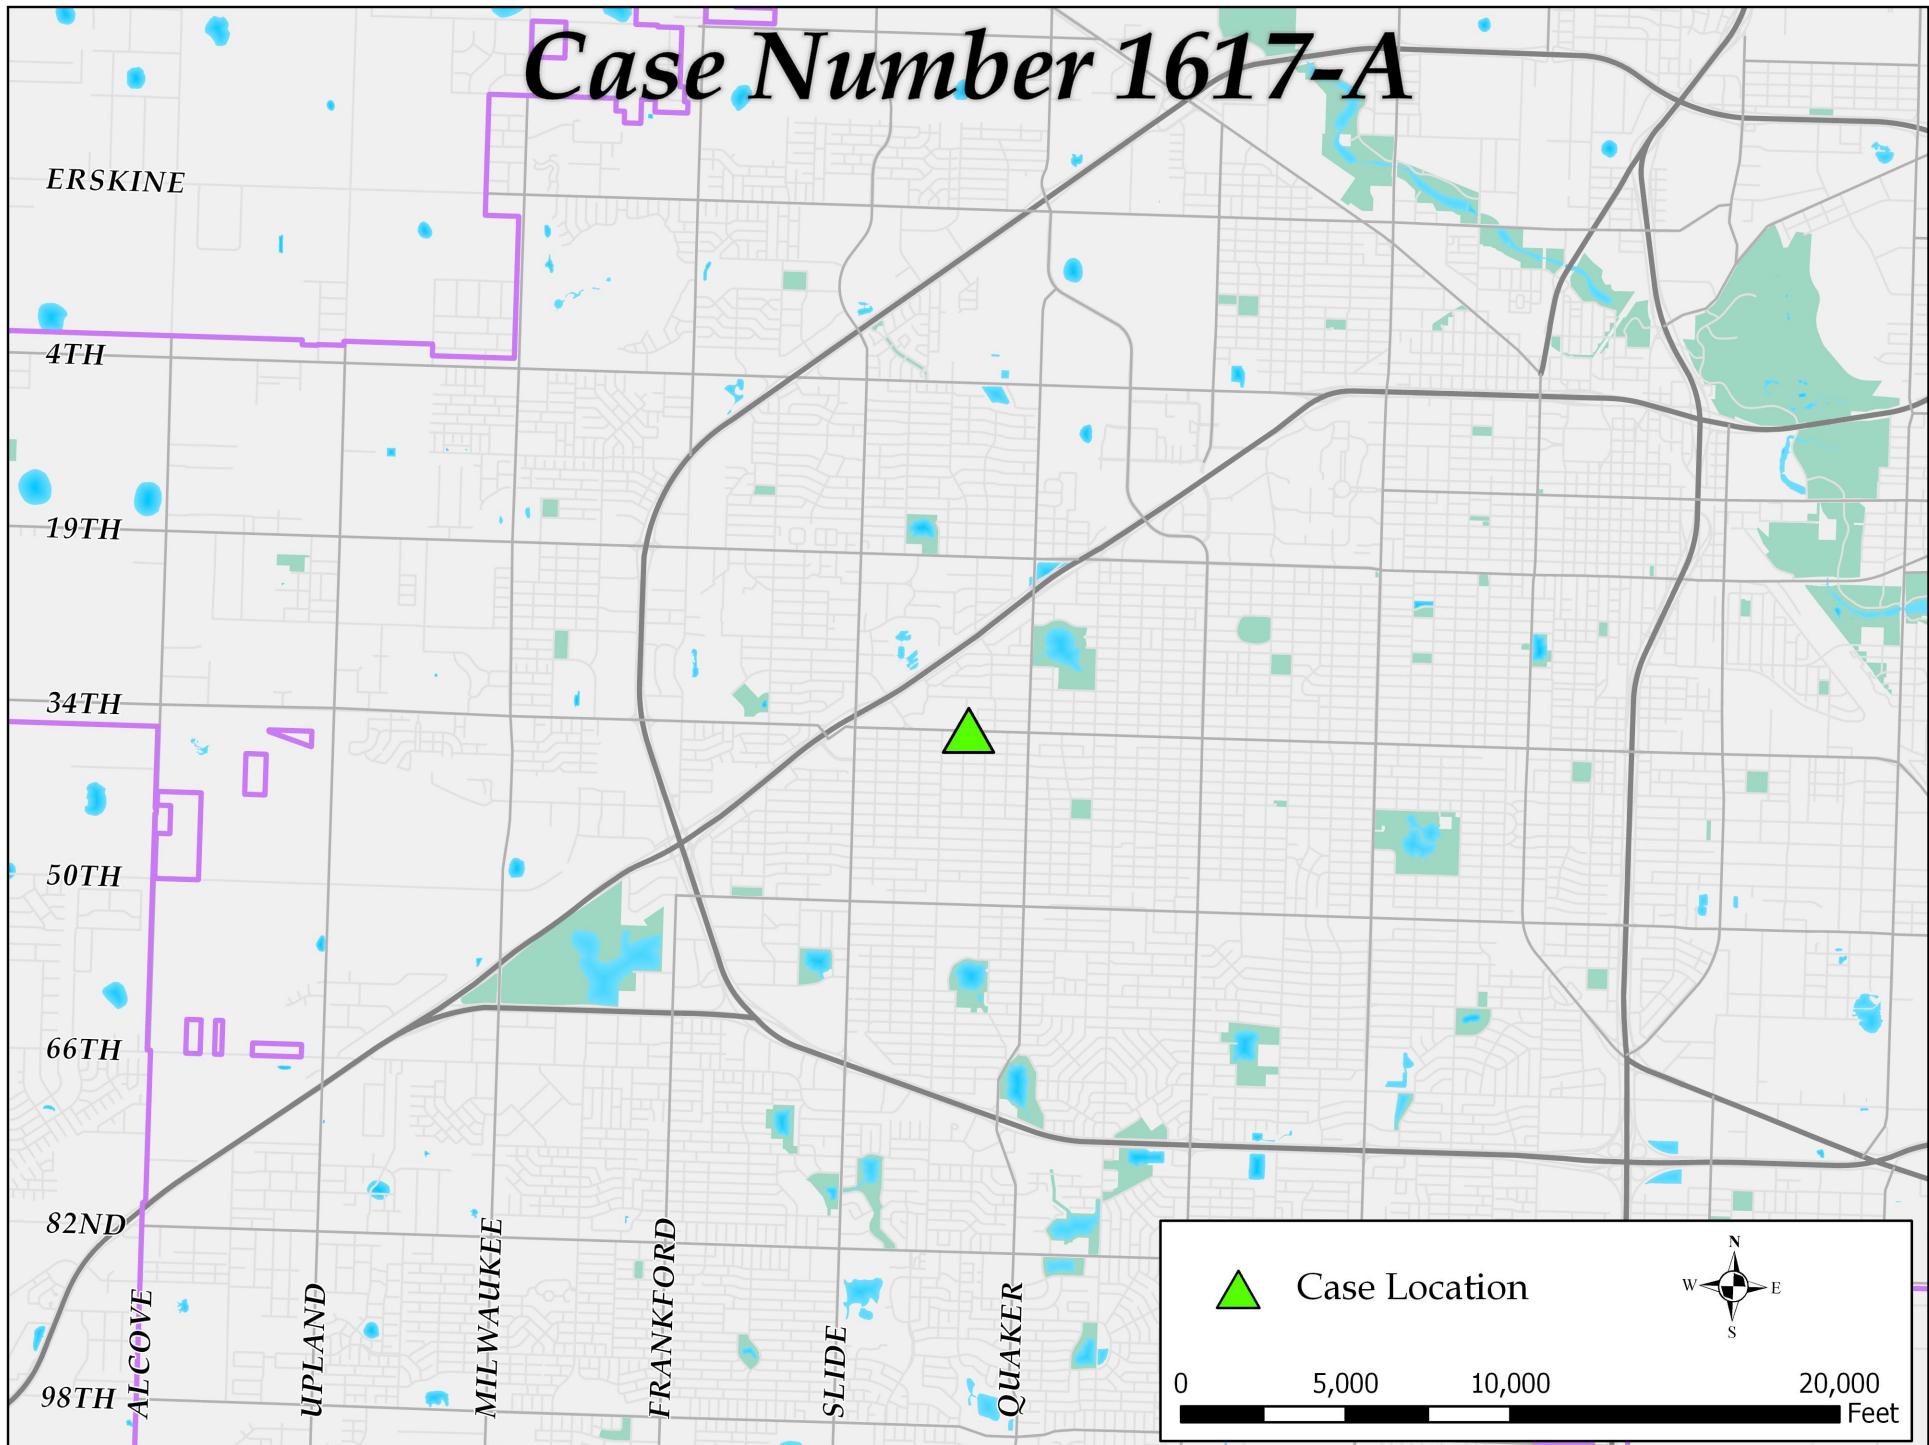 Case Number 1617-A
ERSKINE
4TH
19TH
34TH
50TH
66TH
82ND
98TH
ALCOVE
UPLAND
MILWAUKEE
FRANKFORD
SLIDE
QUAKER
Case Location
N
W
E
S
0
5,000
10,000
20,000
Feet